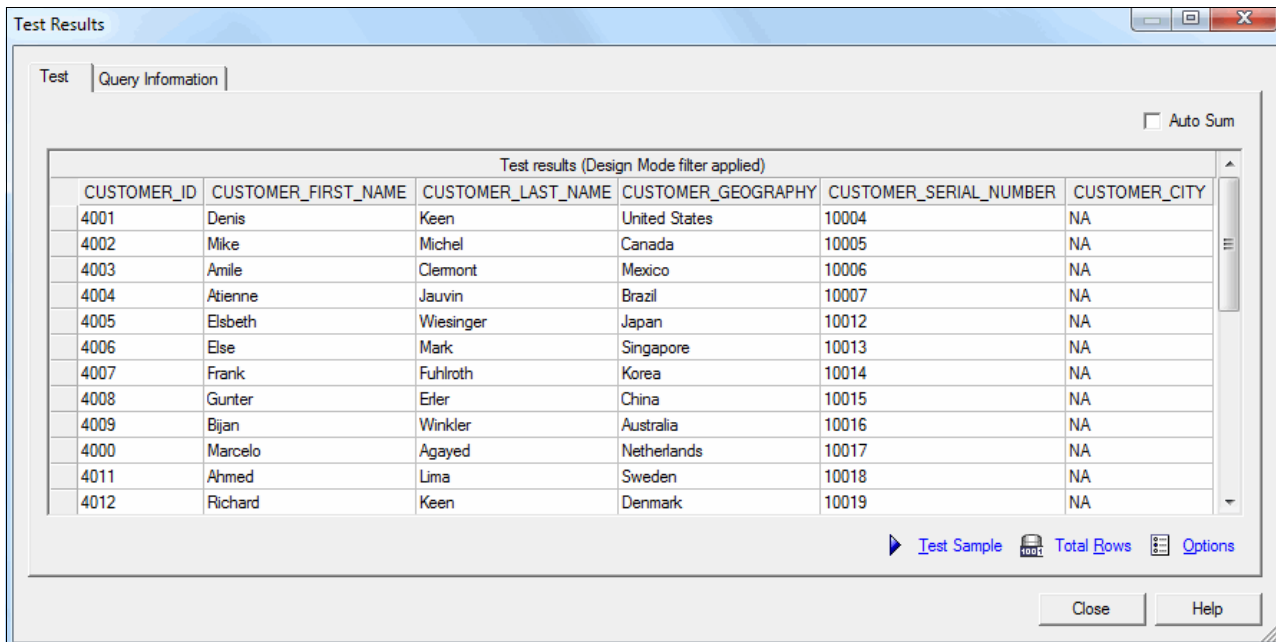 Test Results
Test Query Information
Auto Sum
Test results (Design Mode filter applied)
CUSTOMER_ID CUSTOMER_FIRST_NAME CUSTOMER_LAST_NAME CUSTOMER_GEOGRAPHY CUSTOMER_SERIAL_NUMBER CUSTOMER_CITY
4001 Denis Keen United States 10004 NA
4002 Mike Michel Canada 10005 NA
4003 Amile Clermont Mexico 10006 NA
4004 Atienne Jauvin Brazil 10007 NA
4005 Elsbeth Wiesinger Japan 10012 NA
4006 Else Mark Singapore 10013 NA
4007 Frank Fuhlroth Korea 10014 NA
4008 Gunter Erler China 10015 NA
4009 Bijan Winkler Australia 10016 NA
4000 Marcelo Agayed Netherlands 10017 NA
4011 Ahmed Lima Sweden 10018 NA
4012 Richard Keen Denmark 10019 NA
Test Sample Total Rows Options
Close Help